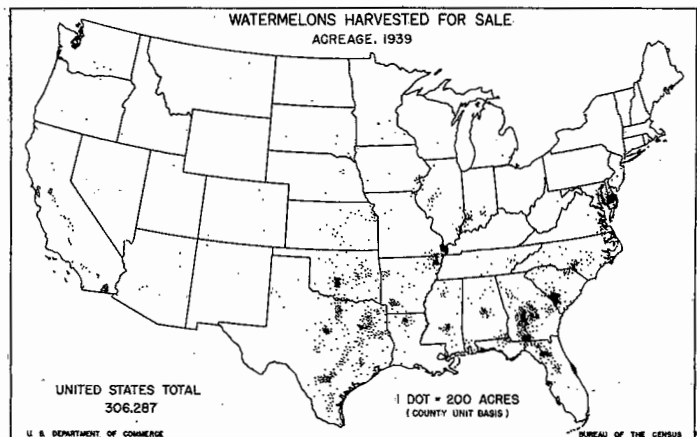 WATERMELONS HARVESTED FOR SALE
ACREAGE, 1939
UNITED STATES TOTAL
306,287
1 DOT = 200 ACRES
(COUNTY UNIT BASIS)
U. S. DEPARTMENT OF COMMERCE
BUREAU OF THE CENSUS